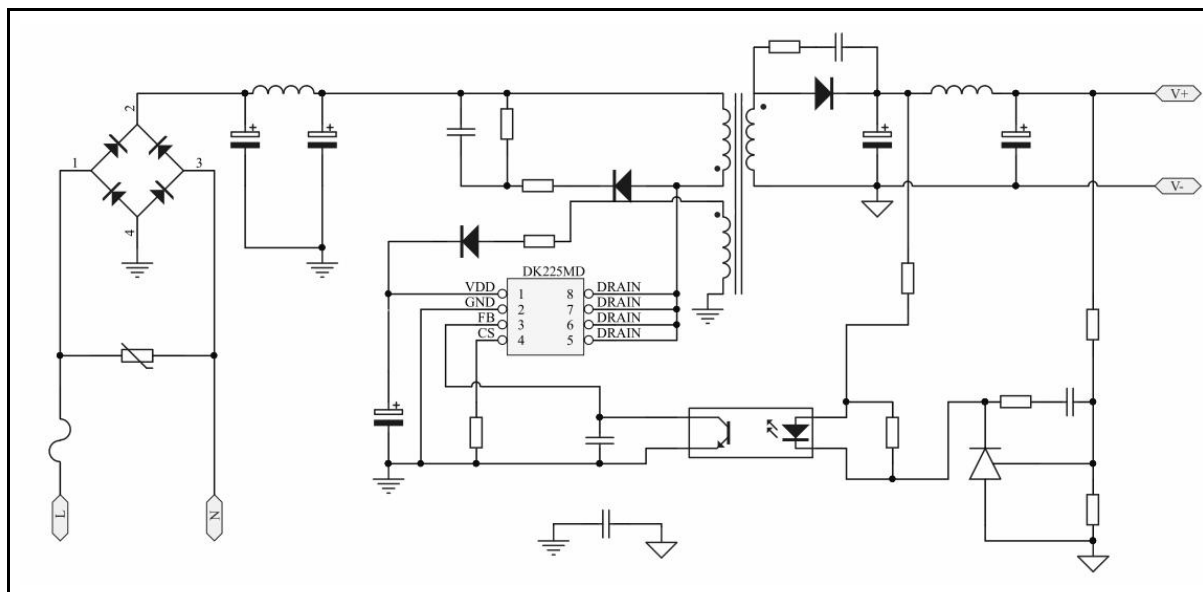 2
1
3
4
+
+
+
+
V+
V-
DK225MD
VDD 1 8 DRAIN
GND 2 7 DRAIN
FB 3 6 DRAIN
CS 4 5 DRAIN
+
L
N